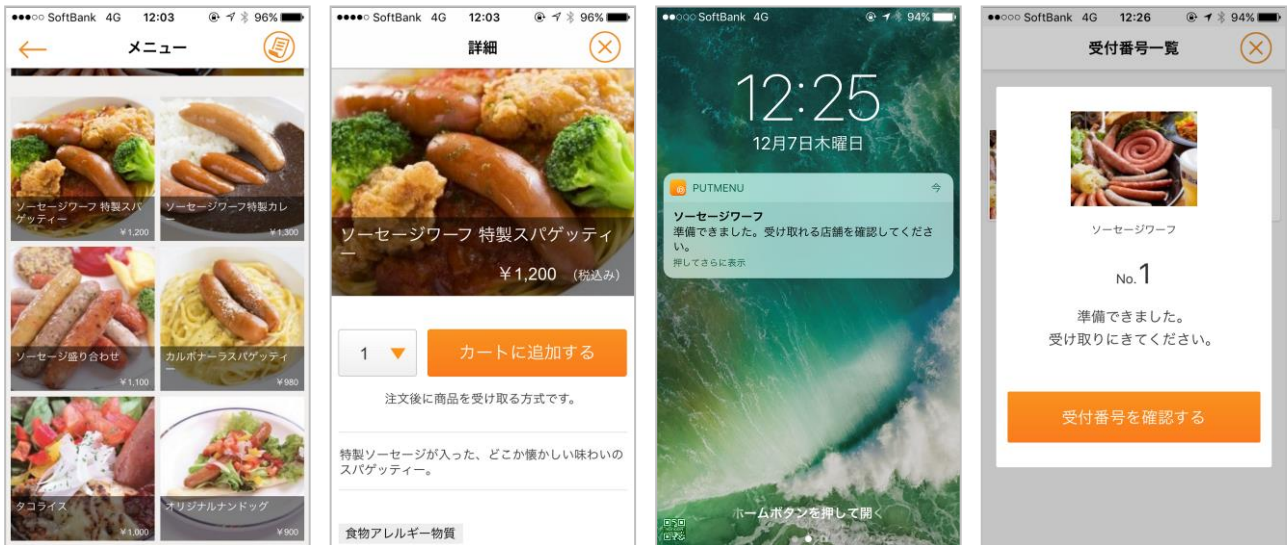 SoftBank 4G 12:03 96%
メニュー
ソーセージワーフ 特製スパ
ゲッティー
¥1,200
ソーセージワーフ特製カレ
ー
¥1,300
ソーセージ盛り合わせ
¥1,100
カルボナーラスパゲッティ
ー
¥980
タコライス
¥1,000
オリジナルナンドッグ
¥900
SoftBank 4G 12:03 96%
詳細
ソーセージワーフ 特製スパゲッティ
ー
¥1,200 (税込み)
1
カートに追加する
注文後に商品を受け取る方式です。
特製ソーセージが入った、どこか懐かしい味わいの
スパゲッティー。
食物アレルギー物質
SoftBank 4G 94%
12:25
12月7日木曜日
PUTMENU 今
ソーセージワーフ
準備できました。受け取れる店舗を確認してくださ
い。
押してさらに表示
ホームボタンを押して開く
SoftBank 4G 12:26 94%
受付番号一覧
ソーセージワーフ
No.1
準備できました。
受け取りにきてください。
受付番号を確認する